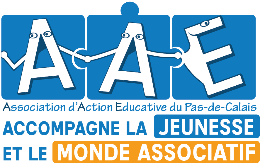 AAE
Association d'Action Educative du Pas-de-Calais
ACCOMPAGNE LA JEUNESSE
ET LE MONDE ASSOCIATIF